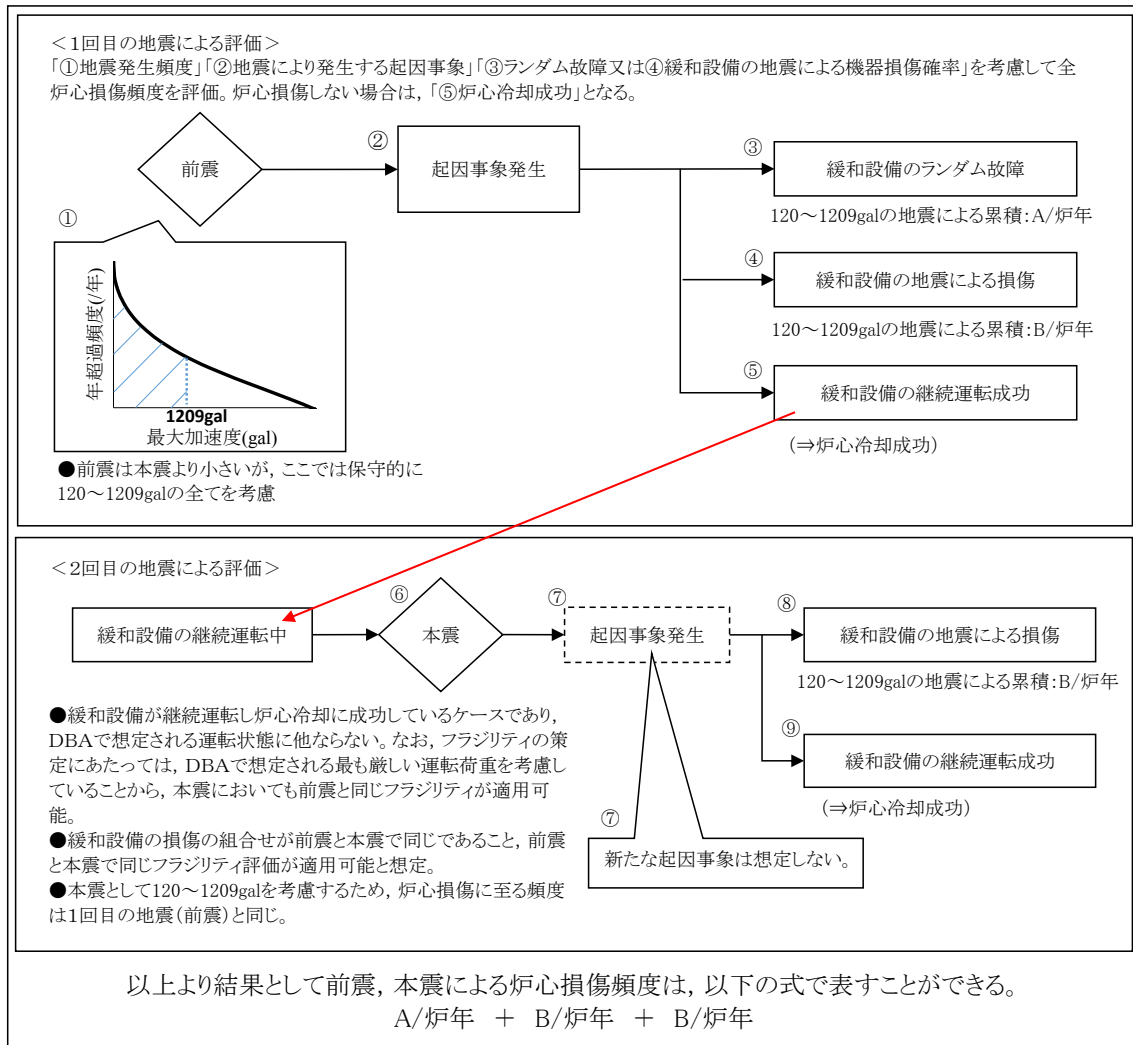 <1回目の地震による評価>
「①地震発生頻度」「②地震により発生する起因事象」「③ランダム故障又は④緩和設備の地震による機器損傷確率」を考慮して全
炉心損傷頻度を評価。炉心損傷しない場合は,「⑤炉心冷却成功」となる。
前震
②
起因事象発生
③
緩和設備のランダム故障
120~1209galの地震による累積:A/炉年
④
緩和設備の地震による損傷
120~1209galの地震による累積:B/炉年
⑤
緩和設備の継続運転成功
(⇒炉心冷却成功)
①
年超過頻度(/年)
1209gal
最大加速度(gal)
●前震は本震より小さいが,ここでは保守的に
120~1209galの全てを考慮
<2回目の地震による評価>
緩和設備の継続運転中
⑥
本震
⑦
起因事象発生
⑧
緩和設備の地震による損傷
120~1209galの地震による累積:B/炉年
⑨
緩和設備の継続運転成功
(⇒炉心冷却成功)
⑦
新たな起因事象は想定しない。
●緩和設備が継続運転し炉心冷却に成功しているケースであり,
DBAで想定される運転状態に他ならない。なお,フラジリティの策
定にあたっては,DBAで想定される最も厳しい運転荷重を考慮し
ていることから,本震においても前震と同じフラジリティが適用可
能。
●緩和設備の損傷の組合せが前震と本震で同じであること,前震
と本震で同じフラジリティ評価が適用可能と想定。
●本震として120~1209galを考慮するため,炉心損傷に至る頻度
は1回目の地震(前震)と同じ。
以上より結果として前震,本震による炉心損傷頻度は,以下の式で表すことができる。
A/炉年 + B/炉年 + B/炉年